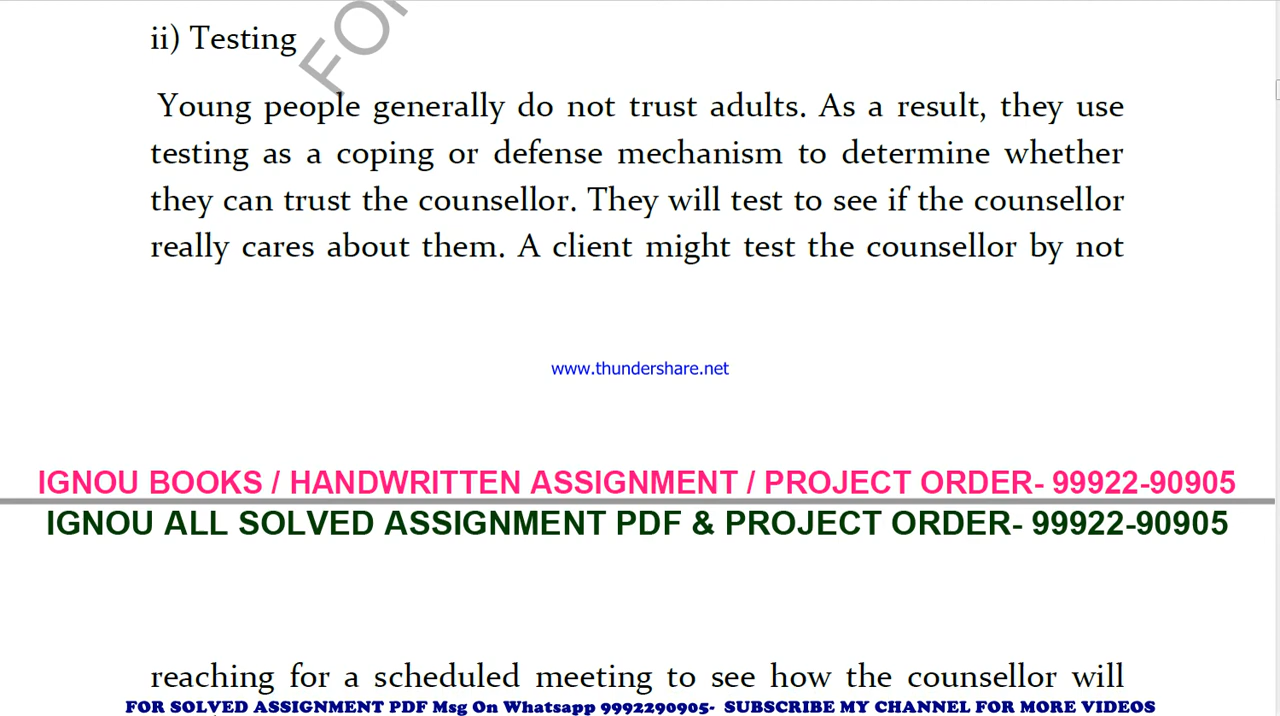 ii) Testing
FOR
Young people generally do not trust adults. As a result, they use
testing as a coping or defense mechanism to determine whether
they can trust the counsellor. They will test to see if the counsellor
really cares about them. A client might test the counsellor by not
www.thundershare.net
IGNOU BOOKS / HANDWRITTEN ASSIGNMENT / PROJECT ORDER- 99922-90905
IGNOU ALL SOLVED ASSIGNMENT PDF & PROJECT ORDER- 99922-90905
reaching for a scheduled meeting to see how the counsellor will
FOR SOLVED ASSIGNMENT PDF Msg On Whatsapp 9992290905- SUBSCRIBE MY CHANNEL FOR MORE VIDEOS